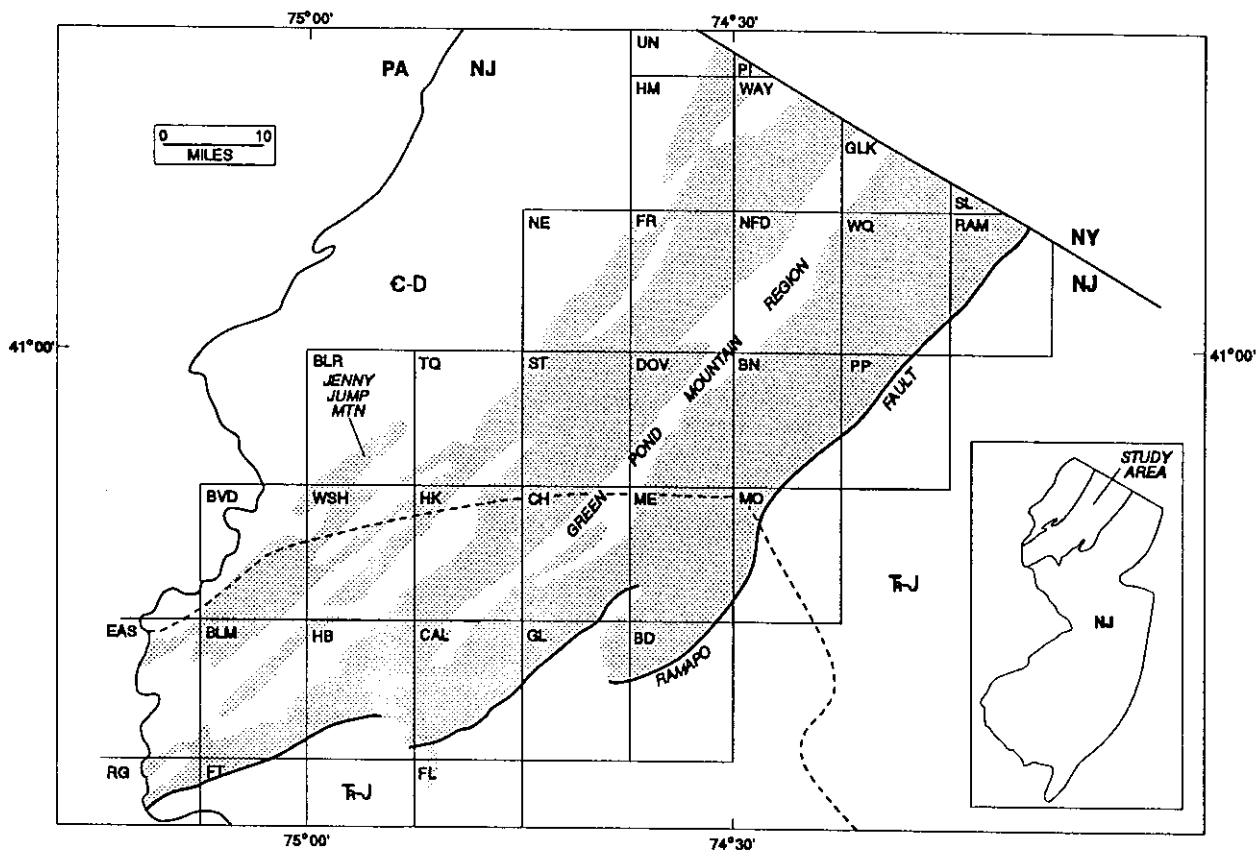 75°00'
74°30'
UN
PA
NJ
PI
HM
WAY
0 10
MILES
GLK
SL
NE
FR
NFD
WQ
RAM
NY
NJ
Є-D
REGION
41°00'
41°00'
BLR
TQ
ST
DOV
MOUNTAIN
BN
PP
JENNY
JUMP
MTN
FAULT
POND
STUDY
AREA
BVD
WSH
HK
CH
GREEN
ME
MO
Ƭ-J
EAS
BLM
HB
CAL
GL
BD
RAMAPO
NJ
RG
FT
FL
Ƭ-J
75°00'
74°30'